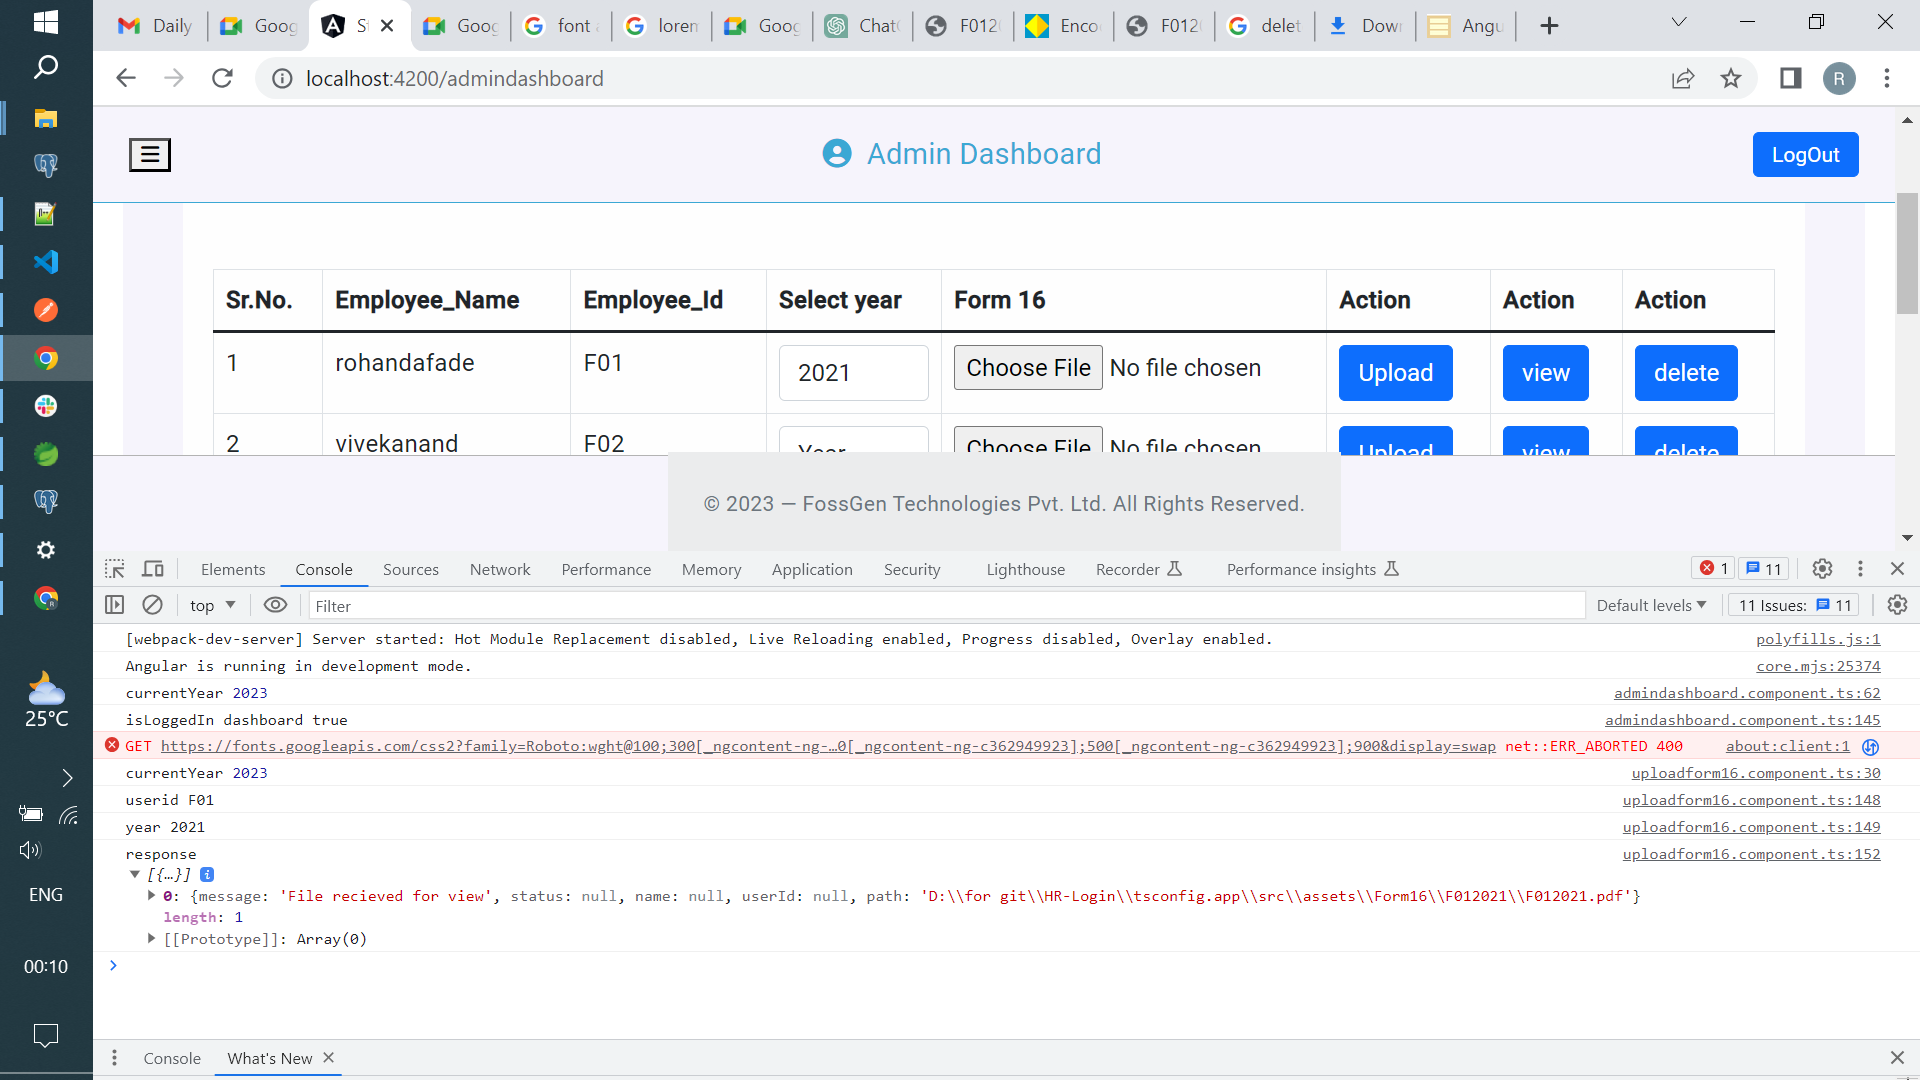 Daily
Goog
St
Goog
font a
lorem
Goog
ChatG
F012
Enco
F012
delet
Down
Angu
localhost:4200/admindashboard
R
Admin Dashboard
LogOut
Sr.No. Employee_Name Employee_Id Select year Form 16 Action Action Action
1 rohandafade F01 2021 Choose File No file chosen Upload view delete
2 vivekanand F02 Year Choose File No file chosen Upload view delete
© 2023 — FossGen Technologies Pvt. Ltd. All Rights Reserved.
Elements Console Sources Network Performance Memory Application Security Lighthouse Recorder Performance insights 1 11
top Filter Default levels 11 Issues: 11
[webpack-dev-server] Server started: Hot Module Replacement disabled, Live Reloading enabled, Progress disabled, Overlay enabled. polyfills.js:1
Angular is running in development mode. core.mjs:25374
currentYear 2023 admindashboard.component.ts:62
isLoggedIn dashboard true admindashboard.component.ts:145
GET https://fonts.googleapis.com/css2?family=Roboto:wght@100;300[_ngcontent-ng-…0[_ngcontent-ng-c362949923];500[_ngcontent-ng-c362949923];900&display=swap net::ERR_ABORTED 400 about:client:1
currentYear 2023 uploadform16.component.ts:30
userid F01 uploadform16.component.ts:148
year 2021 uploadform16.component.ts:149
response uploadform16.component.ts:152
[{…}] i
0: {message: 'File recieved for view', status: null, name: null, userId: null, path: 'D:\\for git\\HR-Login\\tsconfig.app\\src\\assets\\Form16\\F012021\\F012021.pdf'}
length: 1
[[Prototype]]: Array(0)
Console What's New
25°C
ENG
00:10